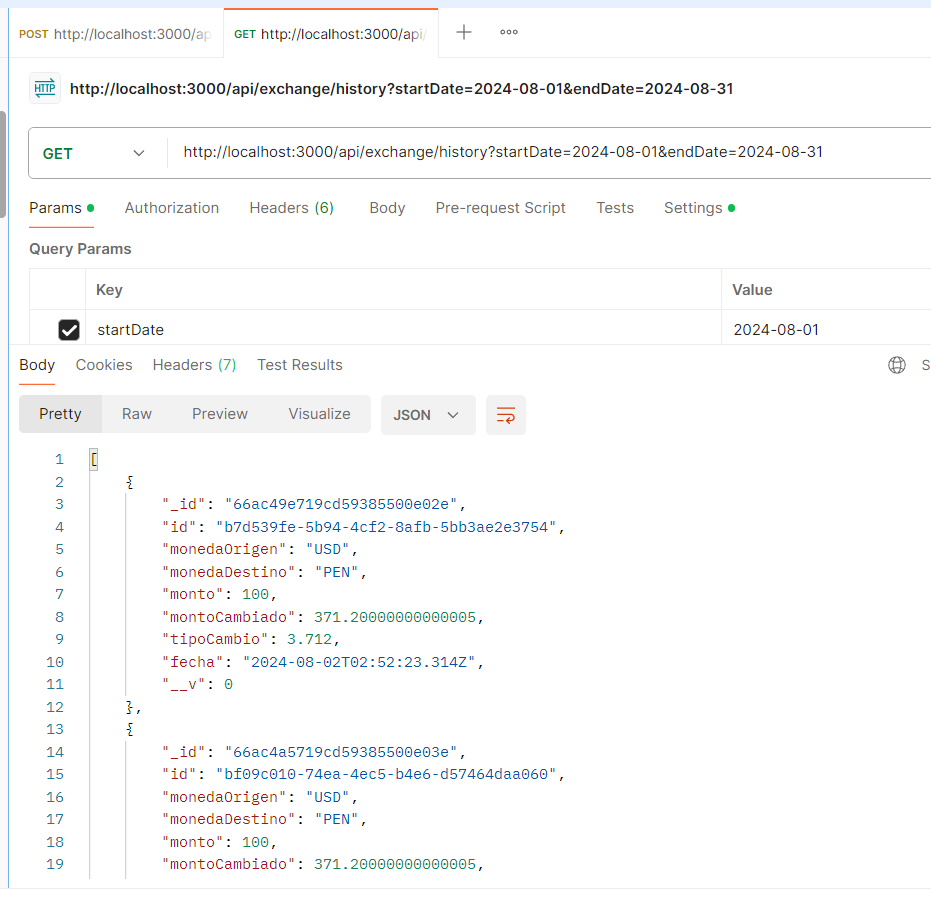 POST http://localhost:3000/ap
GET http://localhost:3000/api/
HTTP http://localhost:3000/api/exchange/history?startDate=2024-08-01&endDate=2024-08-31
GET http://localhost:3000/api/exchange/history?startDate=2024-08-01&endDate=2024-08-31
Params Authorization Headers (6) Body Pre-request Script Tests Settings
Query Params
Key Value
startDate 2024-08-01
Body Cookies Headers (7) Test Results S
Pretty Raw Preview Visualize JSON
1 [
2 {
3 "_id": "66ac49e719cd59385500e02e",
4 "id": "b7d539fe-5b94-4cf2-8afb-5bb3ae2e3754",
5 "monedaOrigen": "USD",
6 "monedaDestino": "PEN",
7 "monto": 100,
8 "montoCambiado": 371.20000000000005,
9 "tipoCambio": 3.712,
10 "fecha": "2024-08-02T02:52:23.314Z",
11 "__v": 0
12 },
13 {
14 "_id": "66ac4a5719cd59385500e03e",
15 "id": "bf09c010-74ea-4ec5-b4e6-d57464daa060",
16 "monedaOrigen": "USD",
17 "monedaDestino": "PEN",
18 "monto": 100,
19 "montoCambiado": 371.20000000000005,